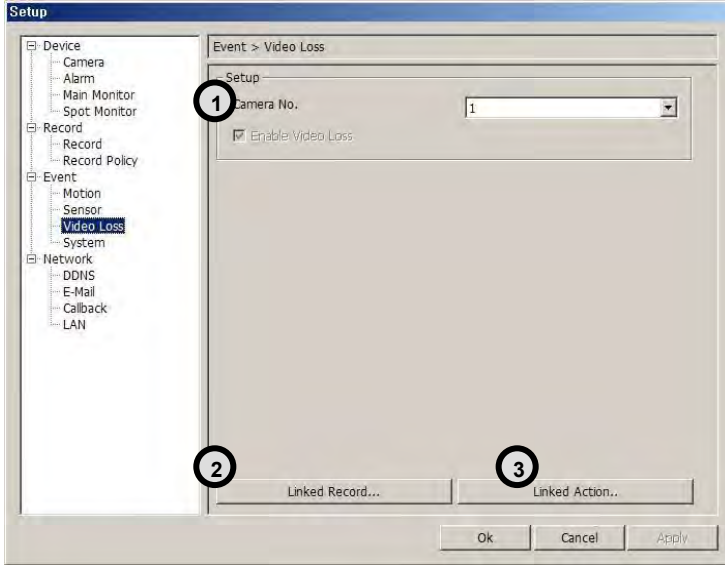 Setup
Device
Camera
Alarm
Main Monitor
Spot Monitor
Record
Record
Record Policy
Event
Motion
Sensor
Video Loss
System
Network
DDNS
E-Mail
Callback
LAN
Event > Video Loss
Setup
1 Camera No. 1
Enable Video Loss
2 3
Linked Record... Linked Action..
Ok Cancel Apply